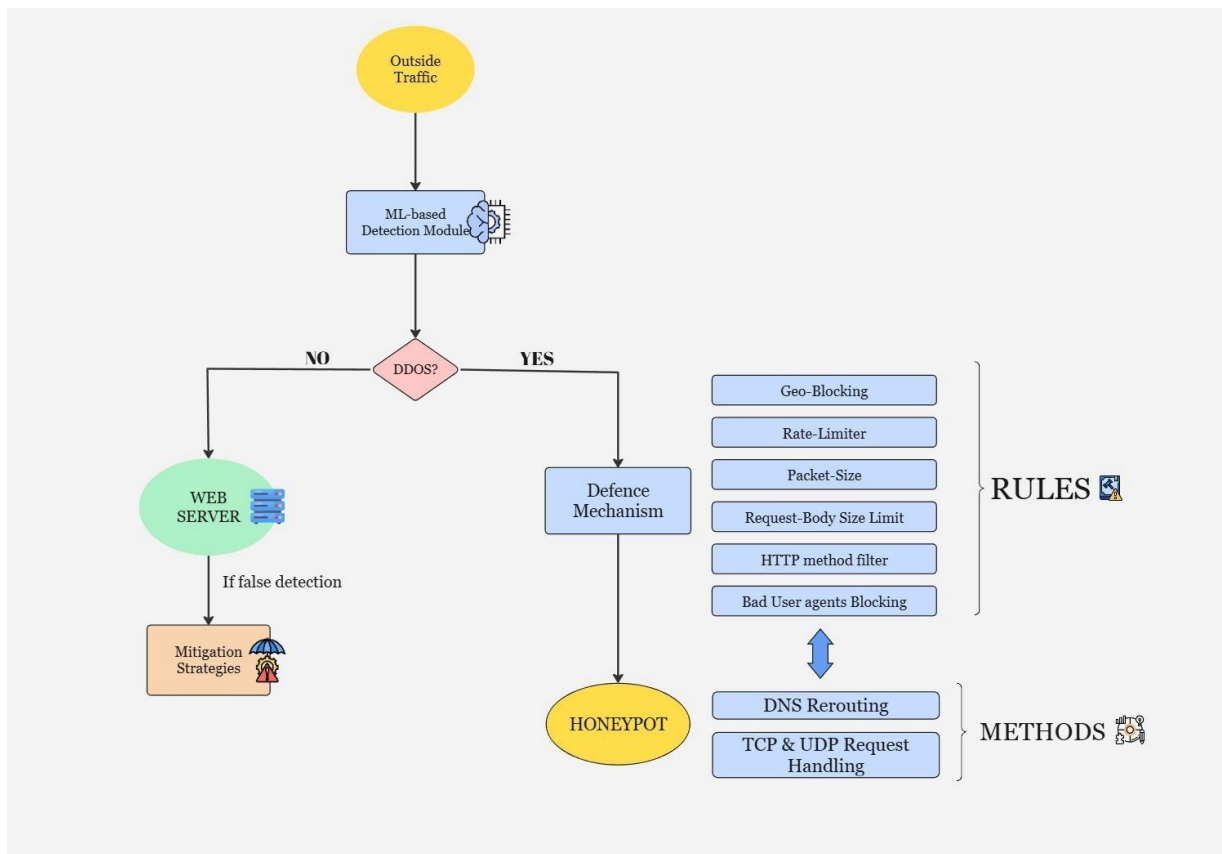 Outside
Traffic
ML-based
Detection Module
DDOS?
NO
YES
WEB
SERVER
If false detection
Mitigation
Strategies
Defence
Mechanism
HONEYPOT
Geo-Blocking
Rate-Limiter
Packet-Size
Request-Body Size Limit
HTTP method filter
Bad User agents Blocking
RULES
DNS Rerouting
TCP & UDP Request
Handling
METHODS